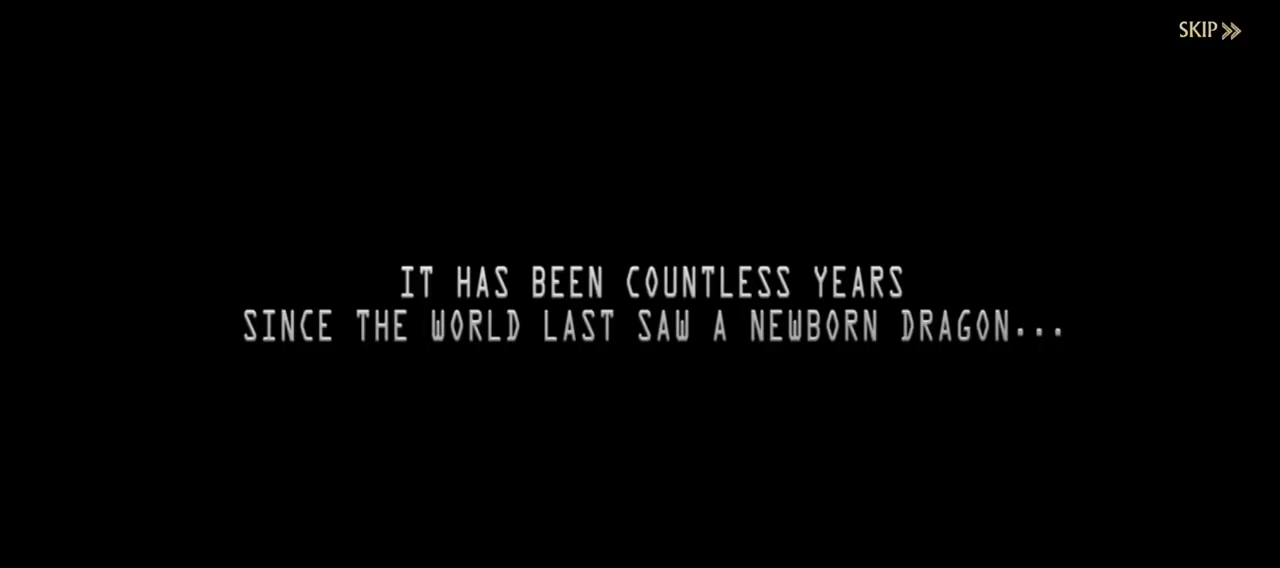 SKIP
IT HAS BEEN COUNTLESS YEARS
SINCE THE WORLD LAST SAW A NEWBORN DRAGON...